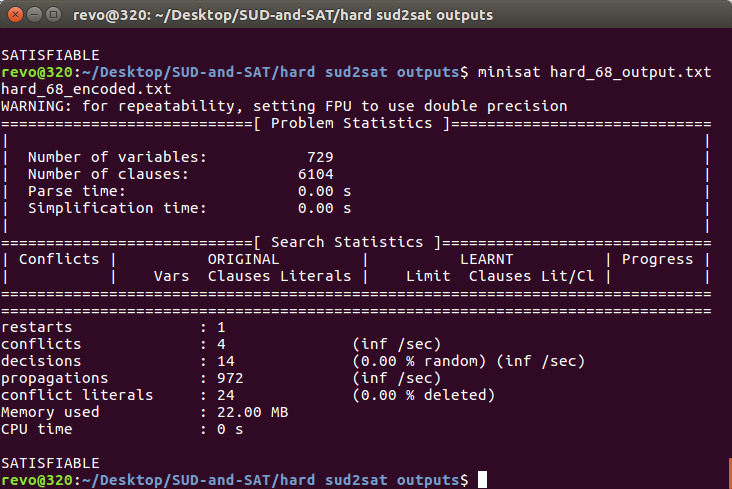 revo@320: ~/Desktop/SUD-and-SAT/hard sud2sat outputs
SATISFIABLE
revo@320:~/Desktop/SUD-and-SAT/hard sud2sat outputs$ minisat hard_68_output.txt
hard_68_encoded.txt
WARNING: for repeatability, setting FPU to use double precision
============================[ Problem Statistics ]=============================
|                                                                             |
|  Number of variables:           729                                         |
|  Number of clauses:            6104                                         |
|  Parse time:                   0.00 s                                       |
|  Simplification time:          0.00 s                                       |
|                                                                             |
============================[ Search Statistics ]==============================
| Conflicts |          ORIGINAL         |          LEARNT          | Progress |
|           |    Vars  Clauses Literals |    Limit  Clauses Lit/Cl |          |
===============================================================================
===============================================================================
restarts              : 1
conflicts             : 4              (inf /sec)
decisions             : 14             (0.00 % random) (inf /sec)
propagations          : 972            (inf /sec)
conflict literals     : 24             (0.00 % deleted)
Memory used           : 22.00 MB
CPU time              : 0 s
SATISFIABLE
revo@320:~/Desktop/SUD-and-SAT/hard sud2sat outputs$